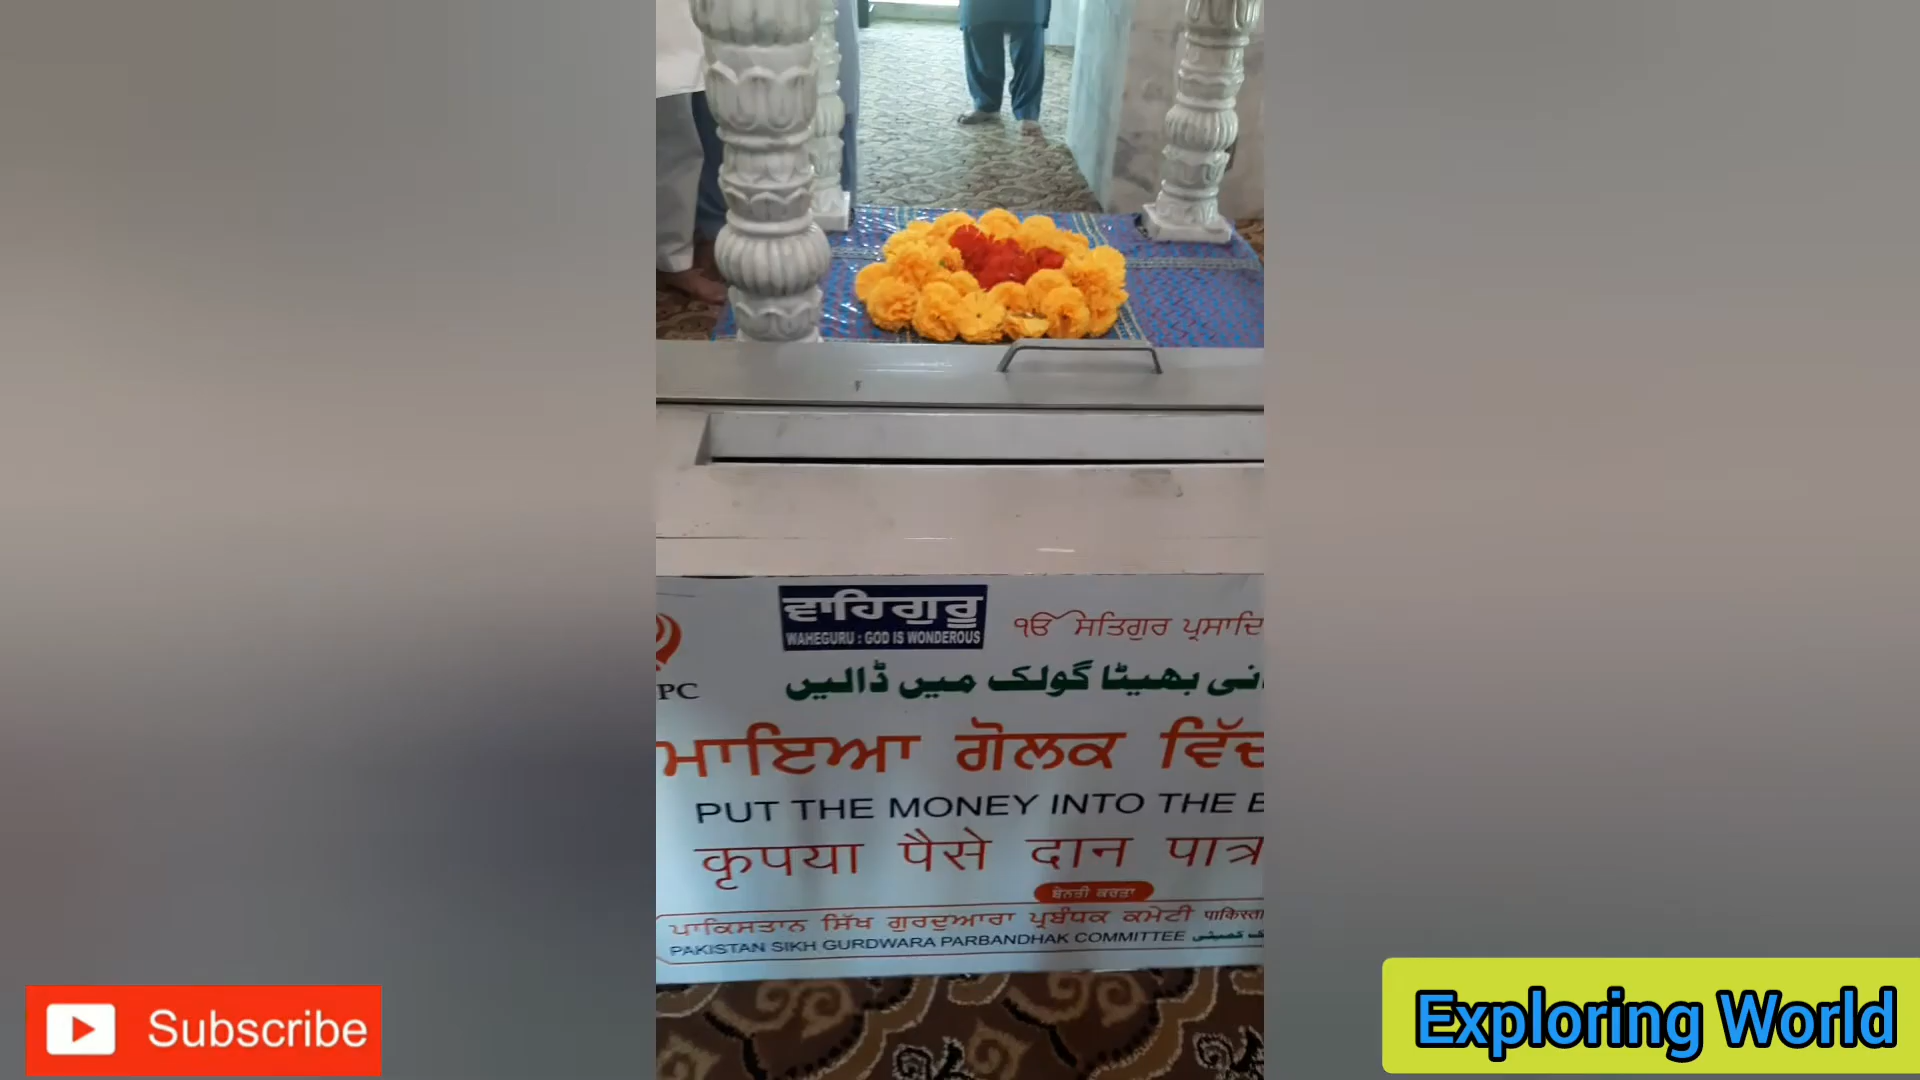 ਵਾਹਿਗੁਰੂ
WAHEGURU : GOD IS WONDEROUS
ੴ ਸਤਿਗੁਰ ਪ੍ਰਸਾਦਿ
PC
بھیٹا گولک میں ڈالیں
ਮਾਇਆ ਗੋਲਕ ਵਿੱਚ
PUT THE MONEY INTO THE B
कृपया पैसे दान पात्र
ਬੇਨਤੀ ਕਰਤਾ
ਪਾਕਿਸਤਾਨ ਸਿੱਖ ਗੁਰਦੁਆਰਾ ਪ੍ਰਬੰਧਕ ਕਮੇਟੀ
PAKISTAN SIKH GURDWARA PARBANDHAK COMMITTEE
Subscribe
Exploring World